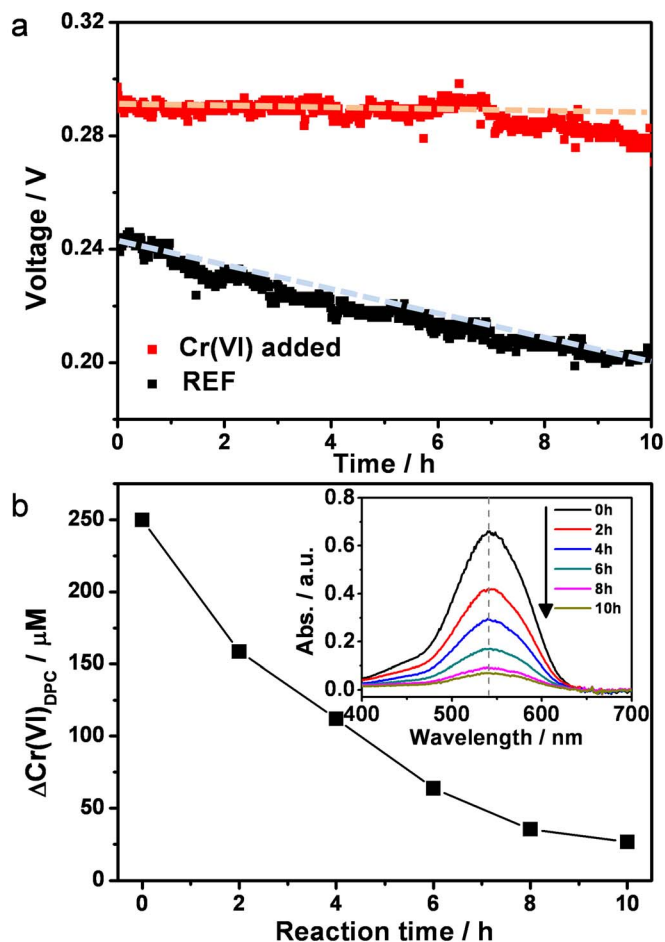 a
0.32
0.28
0.24
0.20
Voltage / V
Cr(VI) added
REF
0 2 4 6 8 10
Time / h
b
250
200
150
100
50
0
ΔCr(VI)DPC / μM
0 2 4 6 8 10
Reaction time / h
0.8
0.6
0.4
0.2
0.0
Abs. / a.u.
0h
2h
4h
6h
8h
10h
400 500 600 700
Wavelength / nm